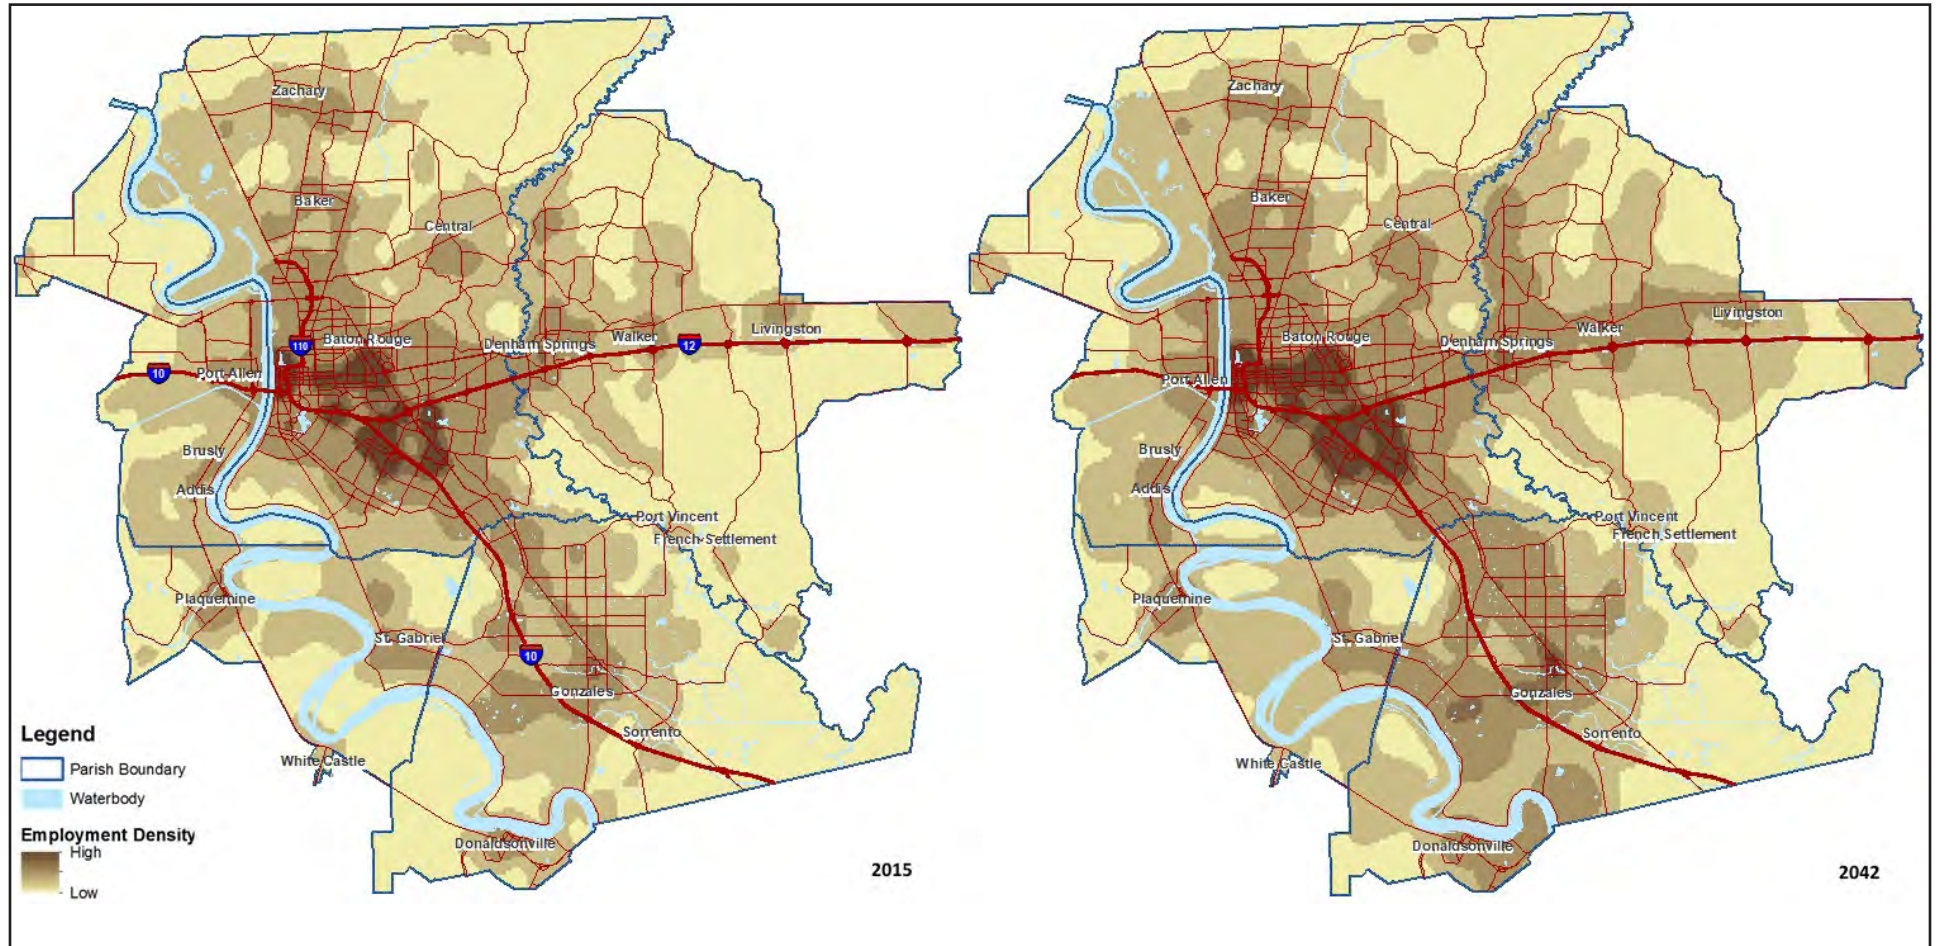 Zachary
Baker
Central
110
Baton Rouge
Denham Springs
Walker
12
Livingston
10
Port Allen
Brusly
Addis
Port Vincent
French Settlement
Plaquemine
St. Gabriel
10
Gonzales
Sorrento
White Castle
Donaldsonville
Legend
Parish Boundary
Waterbody
Employment Density
High
Low
2015
Zachary
Baker
Central
Baton Rouge
Denham Springs
Walker
Livingston
Port Allen
Brusly
Addis
Port Vincent
French Settlement
Plaquemine
St. Gabriel
Gonzales
Sorrento
White Castle
Donaldsonville
2042